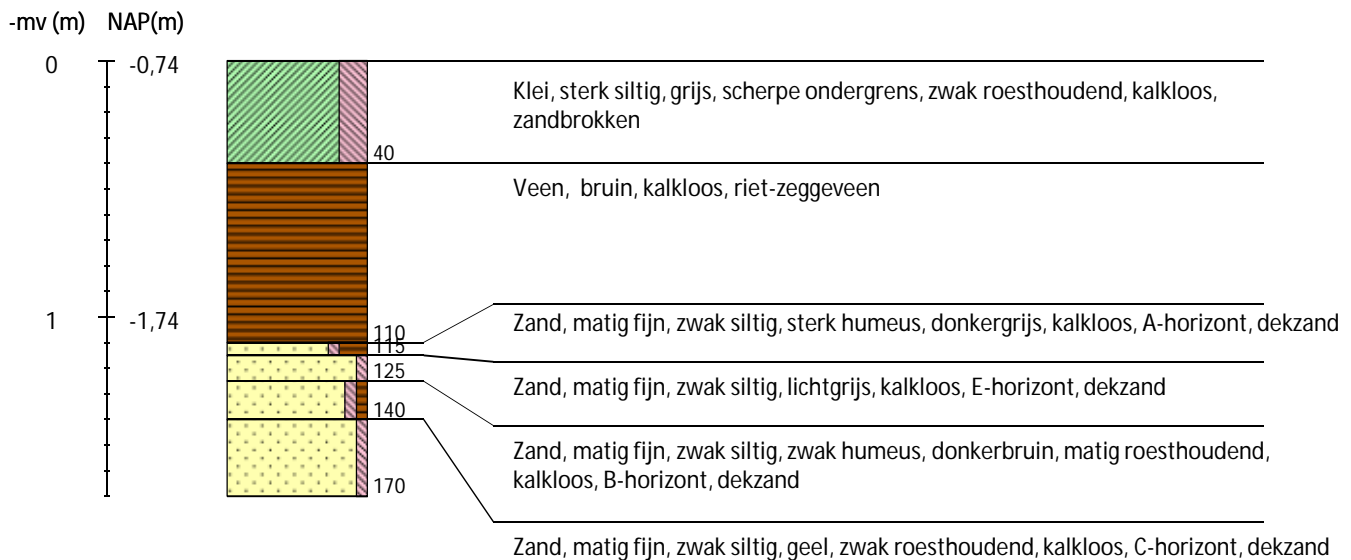 -mv (m) NAP(m)
0 -0,74
Klei, sterk siltig, grijs, scherpe ondergrens, zwak roesthoudend, kalkloos,
zandbrokken
40
Veen, bruin, kalkloos, riet-zeggeveen
1 -1,74
Zand, matig fijn, zwak siltig, sterk humeus, donkergrijs, kalkloos, A-horizont, dekzand
110
115
125
Zand, matig fijn, zwak siltig, lichtgrijs, kalkloos, E-horizont, dekzand
140
Zand, matig fijn, zwak siltig, zwak humeus, donkerbruin, matig roesthoudend,
kalkloos, B-horizont, dekzand
170
Zand, matig fijn, zwak siltig, geel, zwak roesthoudend, kalkloos, C-horizont, dekzand